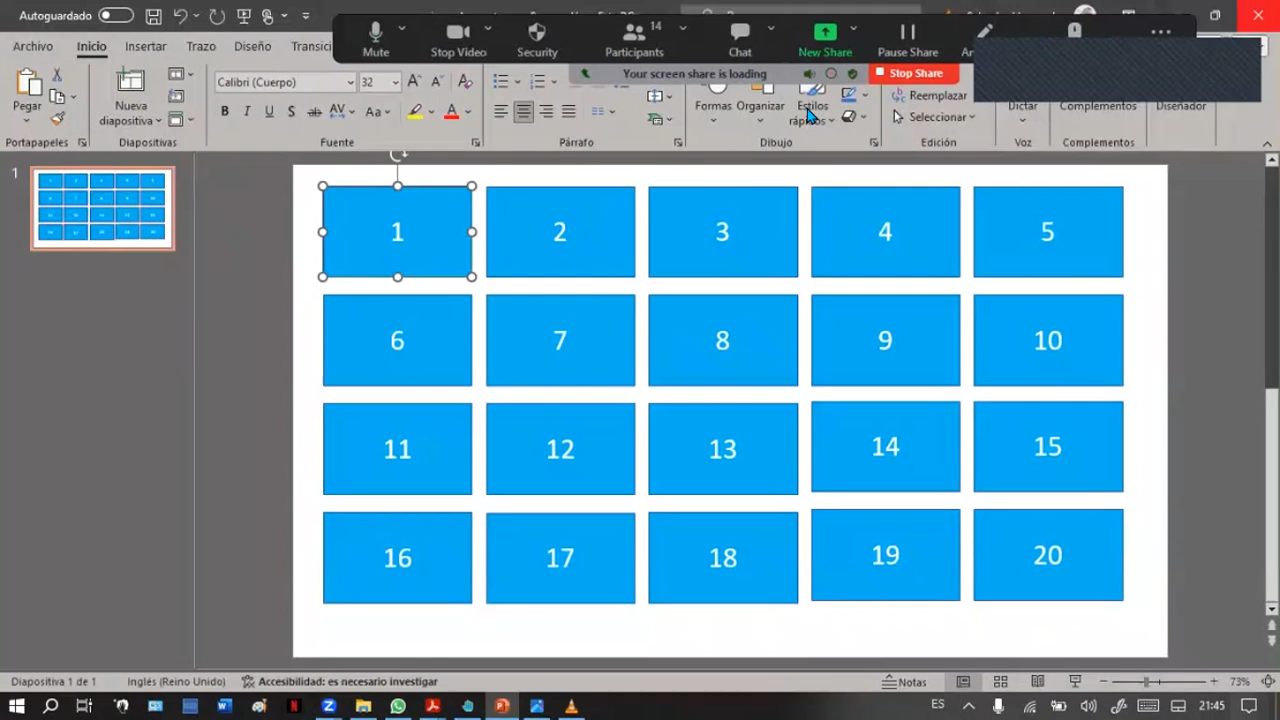 Autoguardado
14
Mute
Stop Video
Security
Participants
Chat
New Share
Pause Share
Your screen share is loading
Stop Share
Archivo
Inicio
Insertar
Trazo
Diseño
Pegar
Portapapeles
Nueva
diapositiva
Diapositivas
Calibri (Cuerpo)
32
Fuente
Párrafo
Formas
Organizar
Estilos
rápidos
Dibujo
Reemplazar
Seleccionar
Edición
Dictar
Voz
Complementos
Complementos
Diseñador
1
1
2
3
4
5
6
7
8
9
10
11
12
13
14
15
16
17
18
19
20
Diapositiva 1 de 1
Inglés (Reino Unido)
Accesibilidad: es necesario investigar
Notas
73%
ES
21:45